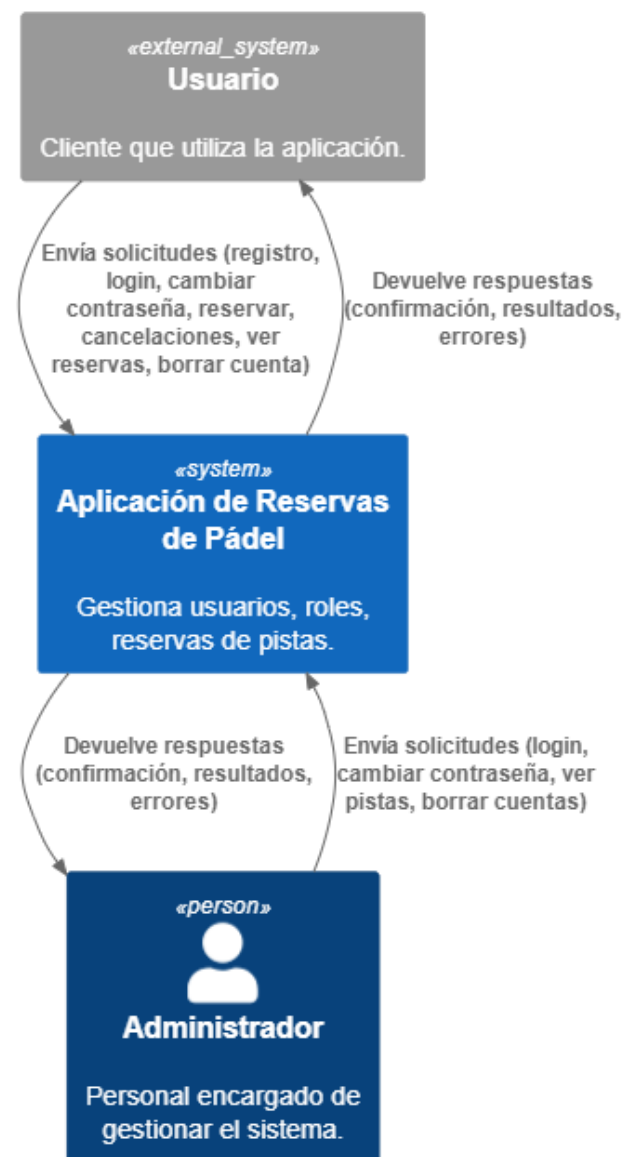 «external_system»
Usuario
Cliente que utiliza la aplicación.
Envía solicitudes (registro,
login, cambiar
contraseña, reservar,
cancelaciones, ver
reservas, borrar cuenta)
Devuelve respuestas
(confirmación, resultados,
errores)
«system»
Aplicación de Reservas
de Pádel
Gestiona usuarios, roles,
reservas de pistas.
Devuelve respuestas
(confirmación, resultados,
errores)
Envía solicitudes (login,
cambiar contraseña, ver
pistas, borrar cuentas)
«person»
Administrador
Personal encargado de
gestionar el sistema.